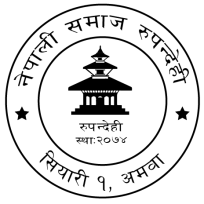 नेपाली समाज रुपन्देही
रुपन्देही
स्था:२०७४
सियारी १, अमवा